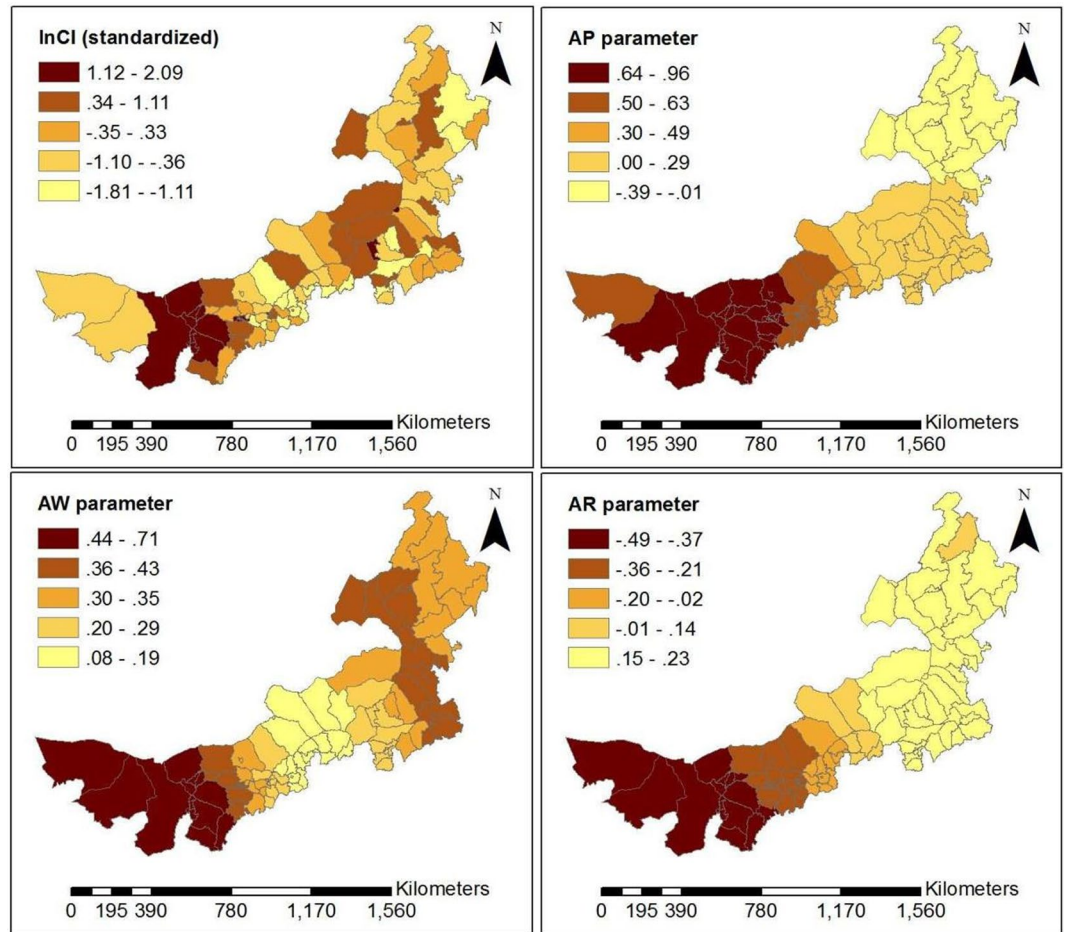 lnCI (standardized)
1.12 - 2.09
.34 - 1.11
-.35 - .33
-1.10 - -.36
-1.81 - -1.11
N
Kilometers
0 195 390 780 1,170 1,560
AP parameter
.64 - .96
.50 - .63
.30 - .49
.00 - .29
-.39 - -.01
N
Kilometers
0 195 390 780 1,170 1,560
AW parameter
.44 - .71
.36 - .43
.30 - .35
.20 - .29
.08 - .19
N
Kilometers
0 195 390 780 1,170 1,560
AR parameter
-.49 - -.37
-.36 - -.21
-.20 - -.02
-.01 - .14
.15 - .23
N
Kilometers
0 195 390 780 1,170 1,560